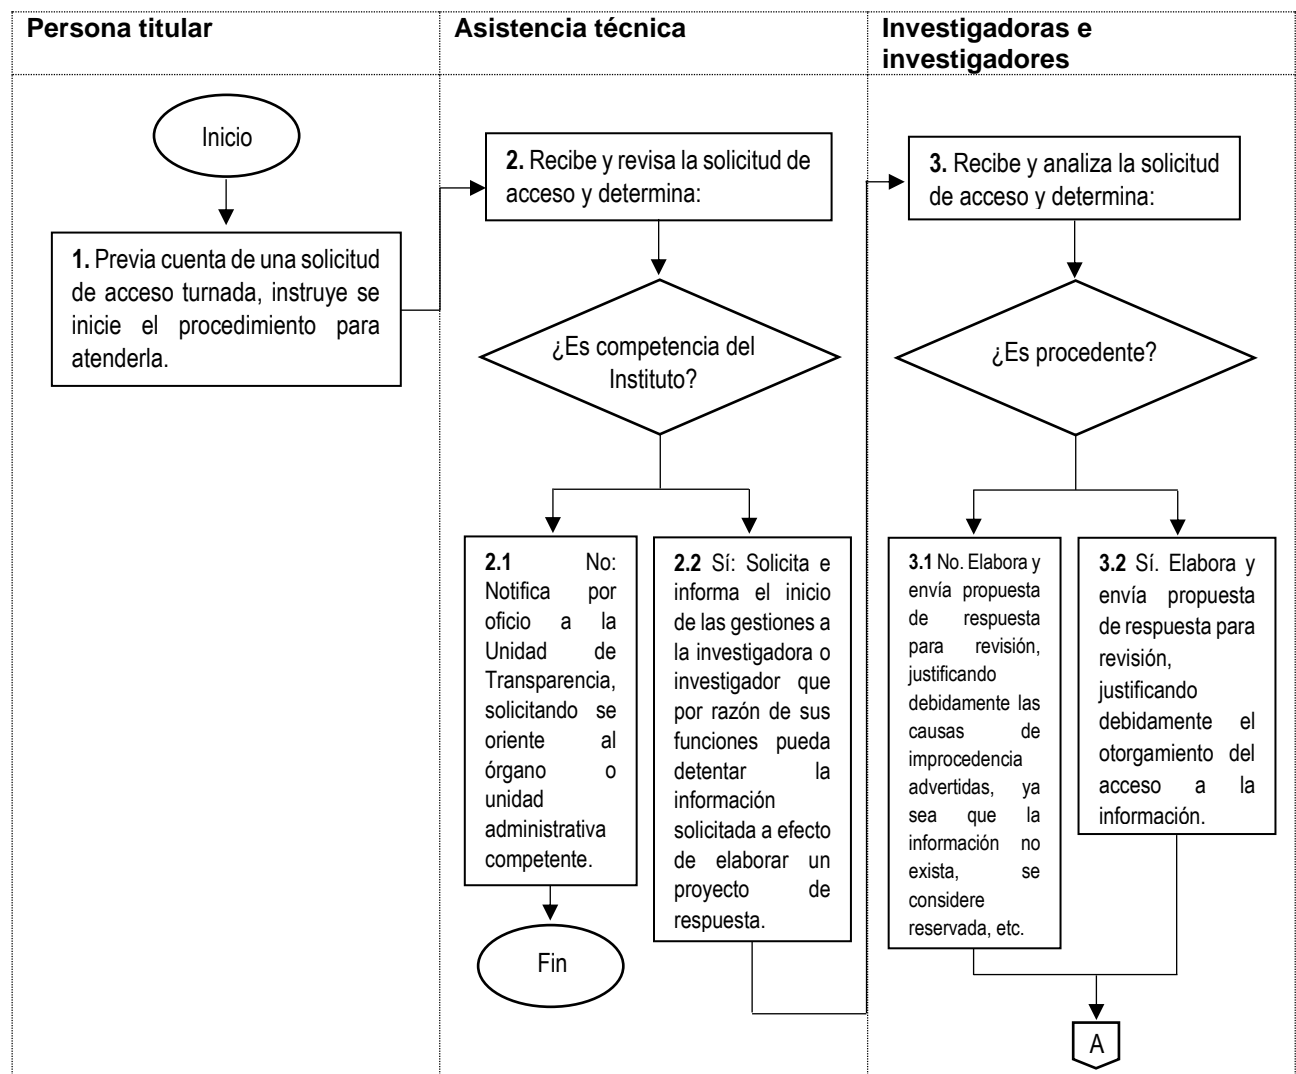 Persona titular
Asistencia técnica
Investigadoras e
investigadores
Inicio
1. Previa cuenta de una solicitud
de acceso turnada, instruye se
inicie el procedimiento para
atenderla.
2. Recibe y revisa la solicitud de
acceso y determina:
¿Es competencia del
Instituto?
2.1 No:
Notifica por
oficio a la
Unidad de
Transparencia,
solicitando se
oriente al
órgano o
unidad
administrativa
competente.
Fin
2.2 Sí: Solicita e
informa el inicio
de las gestiones a
la investigadora o
investigador que
por razón de sus
funciones pueda
detentar la
información
solicitada a efecto
de elaborar un
proyecto de
respuesta.
3. Recibe y analiza la solicitud
de acceso y determina:
¿Es procedente?
3.1 No. Elabora y
envía propuesta
de respuesta
para revisión,
justificando
debidamente las
causas de
improcedencia
advertidas, ya
sea que la
información no
exista, se
considere
reservada, etc.
3.2 Sí. Elabora y
envía propuesta
de respuesta para
revisión,
justificando
debidamente el
otorgamiento del
acceso a la
información.
A